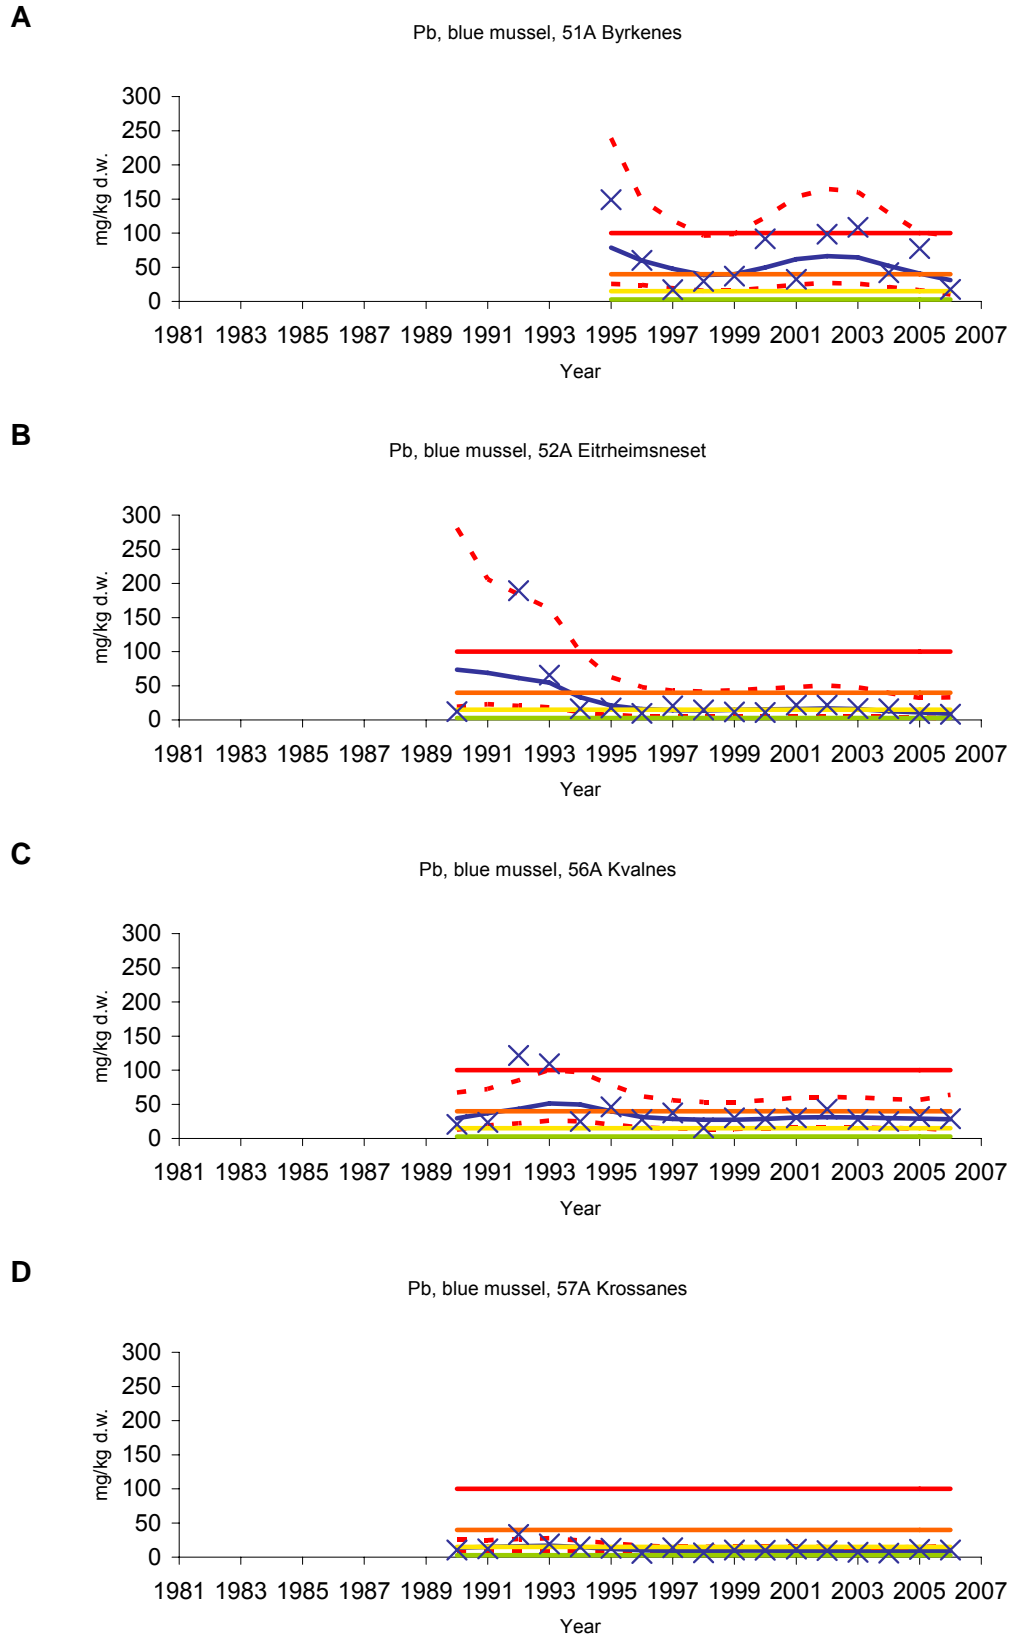 A
Pb, blue mussel, 51A Byrkenes
300
250
200
150
100
50
0
mg/kg d.w.
1981 1983 1985 1987 1989 1991 1993 1995 1997 1999 2001 2003 2005 2007
Year
B
Pb, blue mussel, 52A Eitrheimsneset
300
250
200
150
100
50
0
mg/kg d.w.
1981 1983 1985 1987 1989 1991 1993 1995 1997 1999 2001 2003 2005 2007
Year
C
Pb, blue mussel, 56A Kvalnes
300
250
200
150
100
50
0
mg/kg d.w.
1981 1983 1985 1987 1989 1991 1993 1995 1997 1999 2001 2003 2005 2007
Year
D
Pb, blue mussel, 57A Krossanes
300
250
200
150
100
50
0
mg/kg d.w.
1981 1983 1985 1987 1989 1991 1993 1995 1997 1999 2001 2003 2005 2007
Year